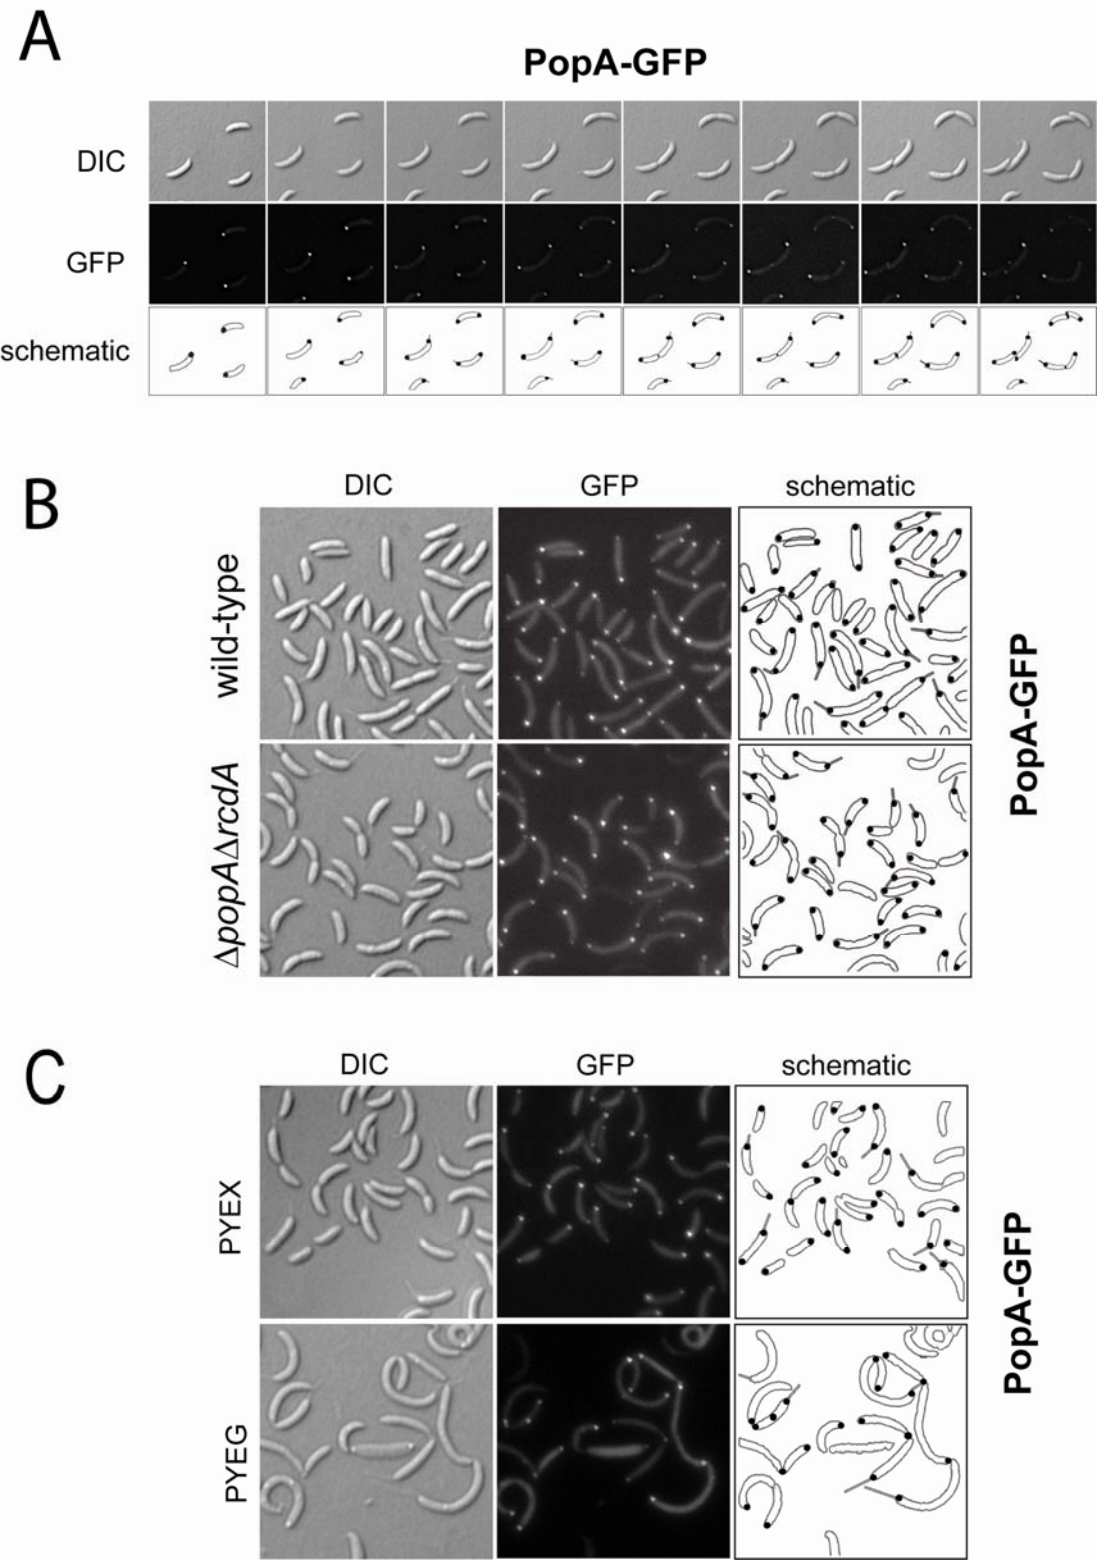 A
PopA-GFP
DIC
GFP
schematic
B
DIC
GFP
schematic
wild-type
ΔpopAΔrcdA
PopA-GFP
C
DIC
GFP
schematic
PYEX
PYEG
PopA-GFP